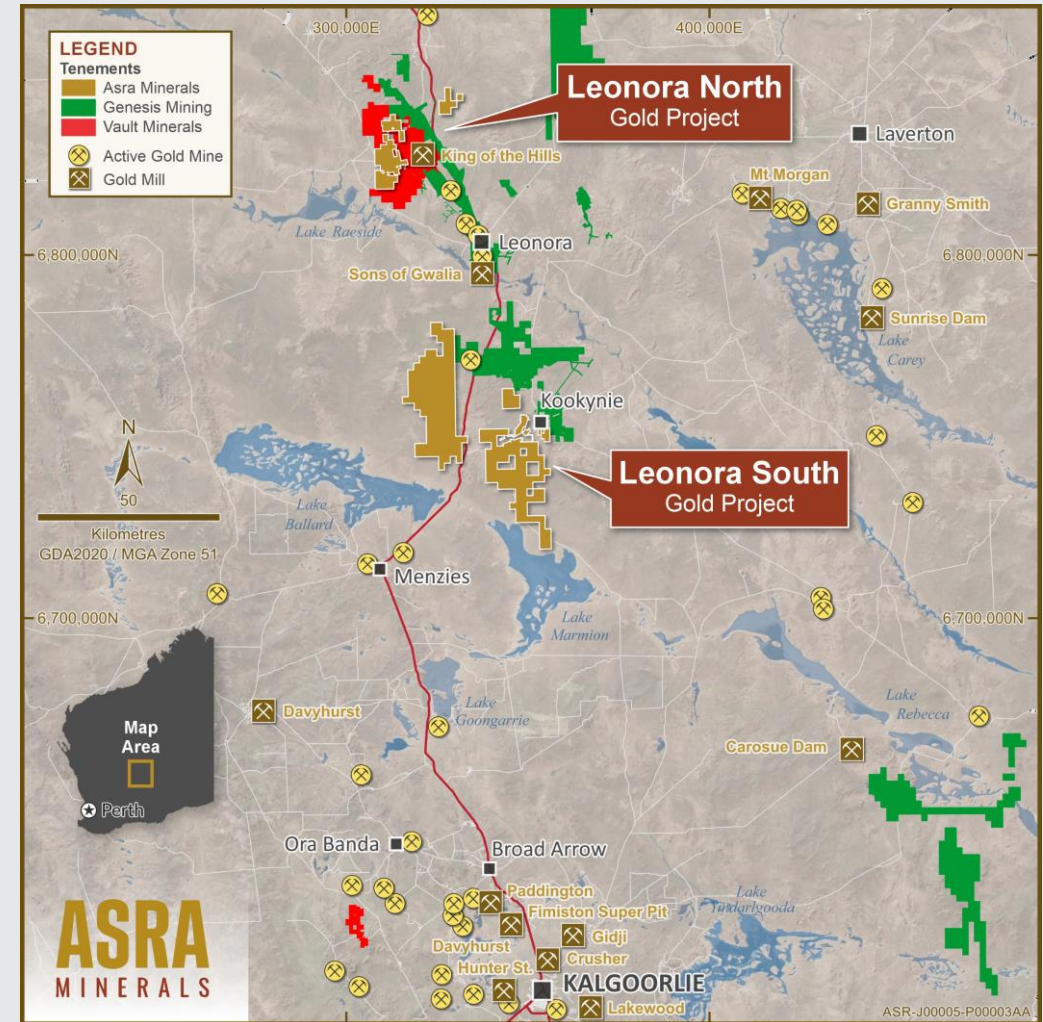 300,000E
400,000E
LEGEND
Tenements
Asra Minerals
Genesis Mining
Vault Minerals
Active Gold Mine
Gold Mill
Leonora North
Gold Project
Laverton
King of the Hills
Mt Morgan
Granny Smith
Lake Raeside
Leonora
6,800,000N
6,800,000N
Sons of Gwalia
Sunrise Dam
Lake
Carey
Kookynie
N
Leonora South
Gold Project
50
Kilometres
GDA2020 / MGA Zone 51
Lake
Ballard
Menzies
Lake
Marmion
6,700,000N
6,700,000N
Map
Area
Perth
Davyhurst
Lake
Goongarrie
Lake
Rebecca
Carosue Dam
Ora Banda
Broad Arrow
Paddington
Fimiston Super Pit
Lake
Yindarlgooda
Davyhurst
Gidji
Hunter St.
Crusher
KALGOORLIE
Lakewood
ASRA
MINERALS
ASR-J00005-P00003AA